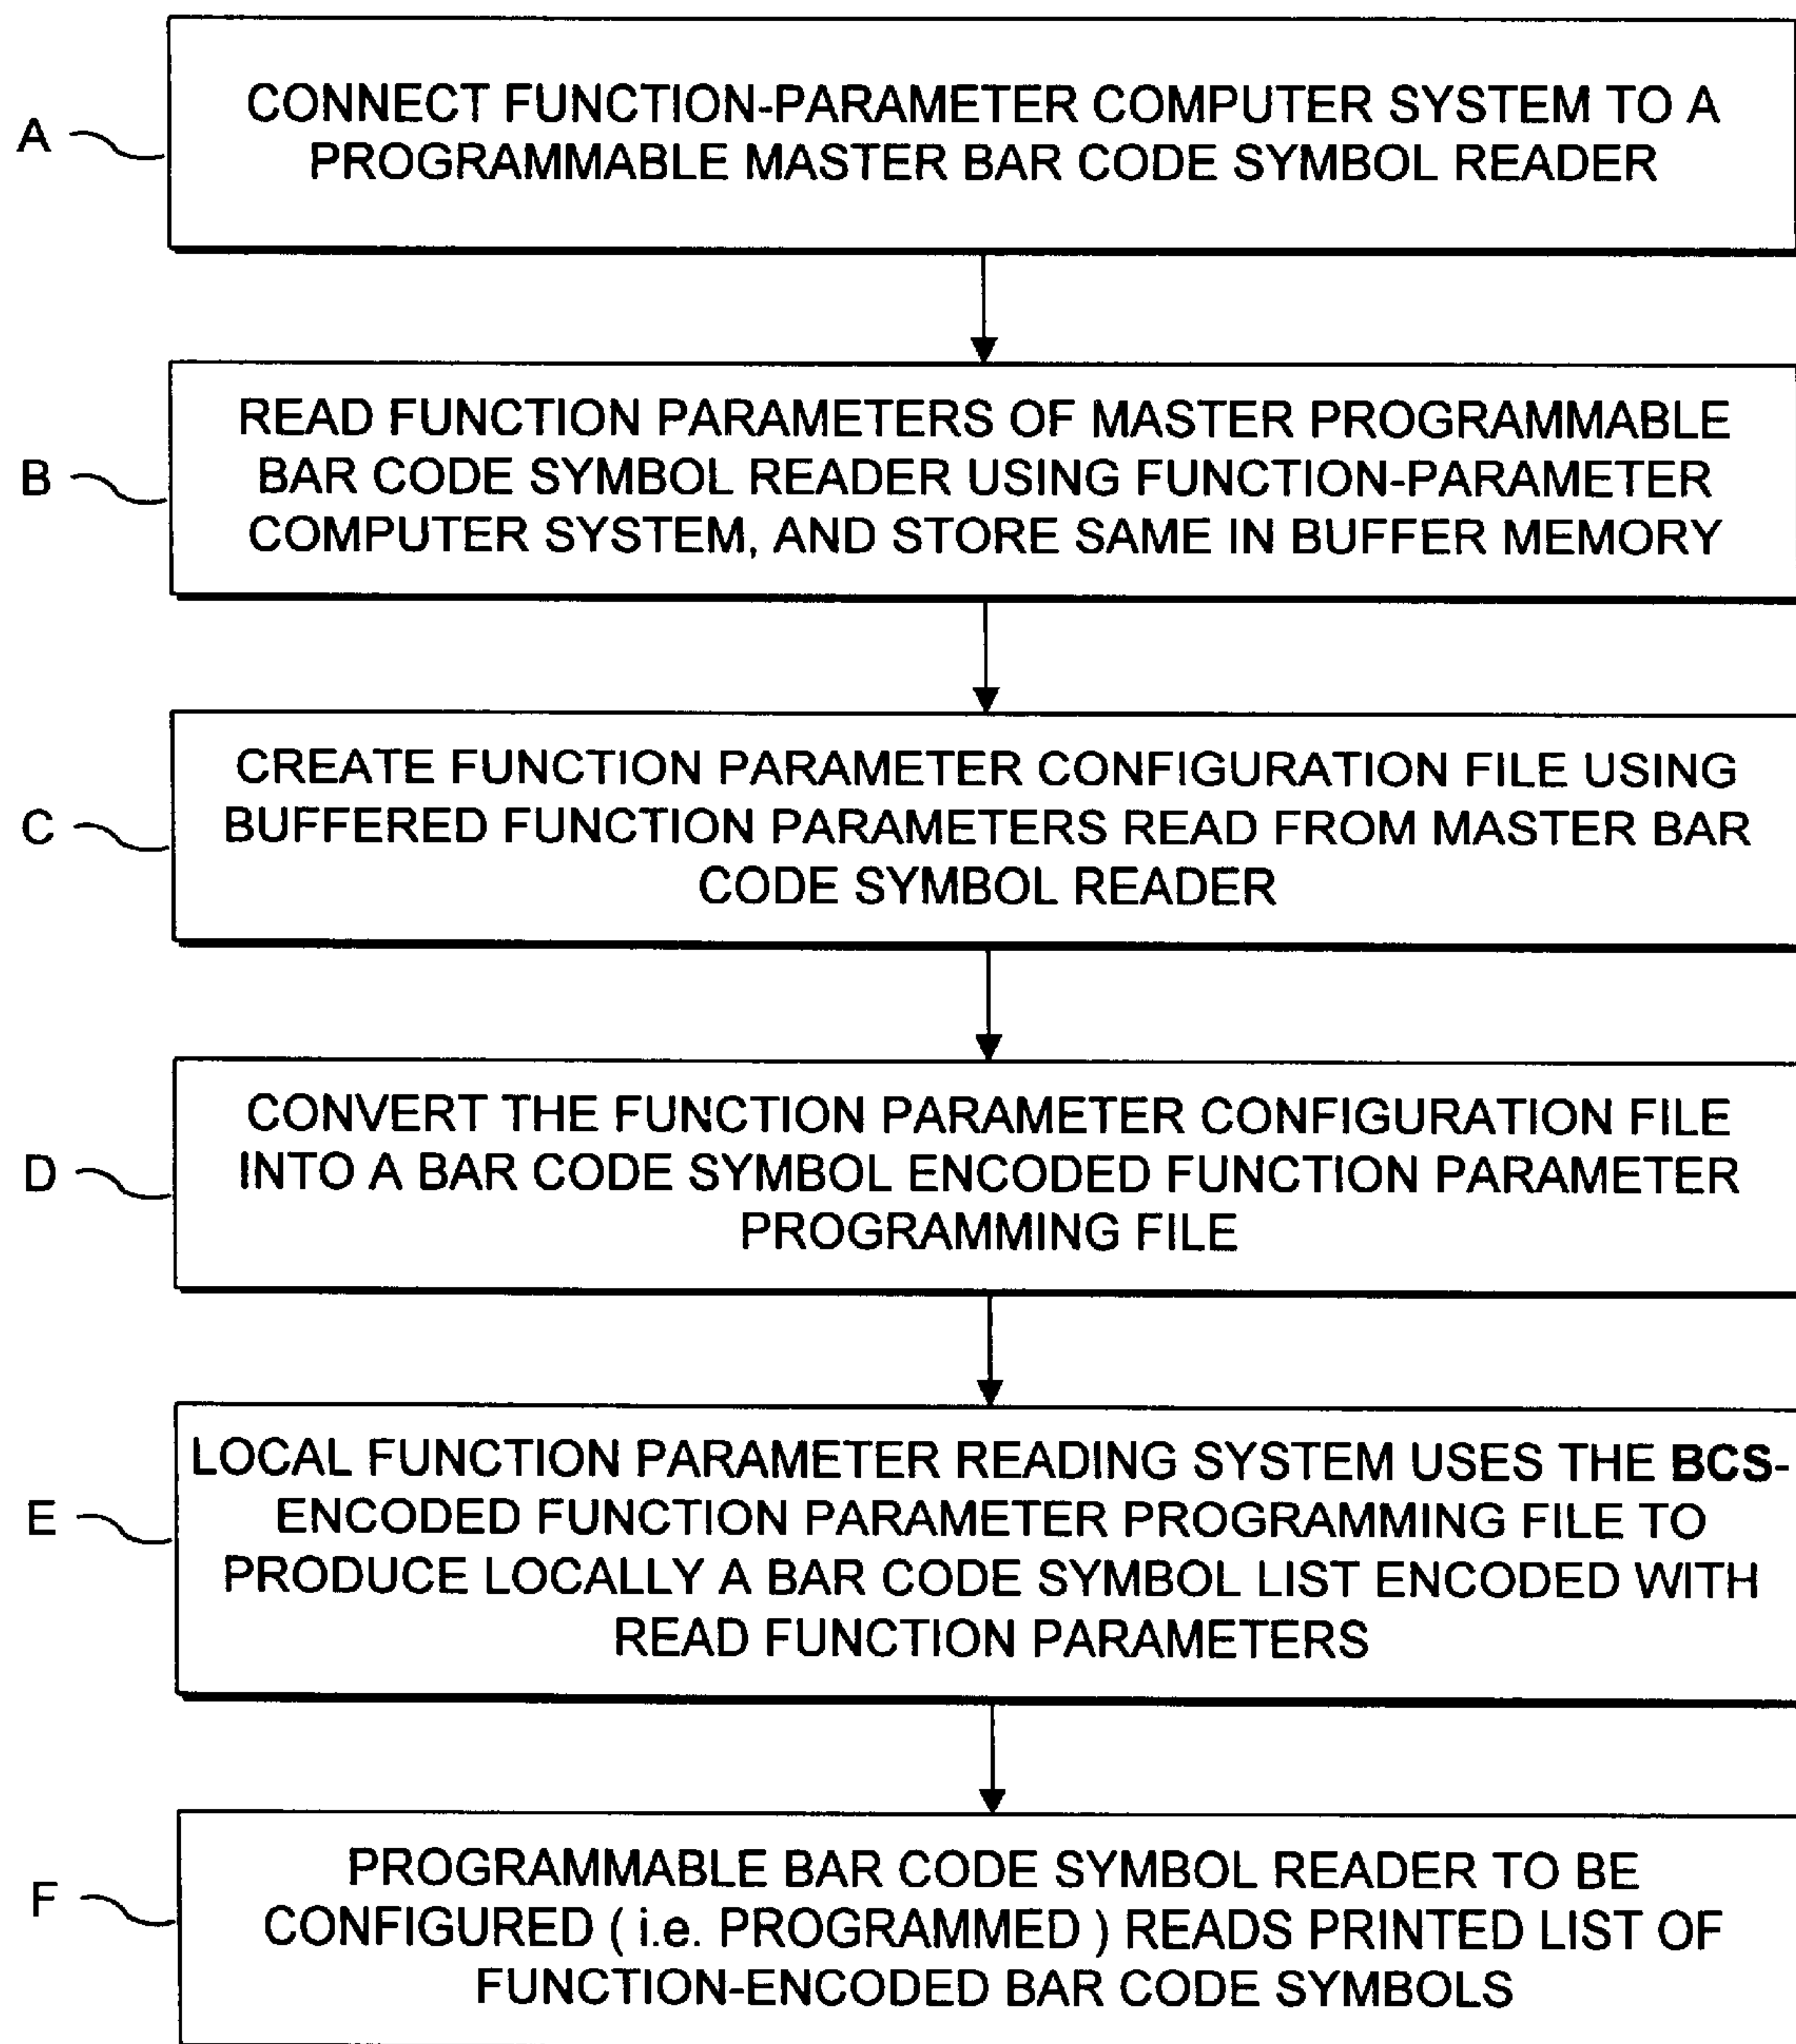 A
CONNECT FUNCTION-PARAMETER COMPUTER SYSTEM TO A
PROGRAMMABLE MASTER BAR CODE SYMBOL READER
B
READ FUNCTION PARAMETERS OF MASTER PROGRAMMABLE
BAR CODE SYMBOL READER USING FUNCTION-PARAMETER
COMPUTER SYSTEM, AND STORE SAME IN BUFFER MEMORY
C
CREATE FUNCTION PARAMETER CONFIGURATION FILE USING
BUFFERED FUNCTION PARAMETERS READ FROM MASTER BAR
CODE SYMBOL READER
D
CONVERT THE FUNCTION PARAMETER CONFIGURATION FILE
INTO A BAR CODE SYMBOL ENCODED FUNCTION PARAMETER
PROGRAMMING FILE
E
LOCAL FUNCTION PARAMETER READING SYSTEM USES THE BCS-
ENCODED FUNCTION PARAMETER PROGRAMMING FILE TO
PRODUCE LOCALLY A BAR CODE SYMBOL LIST ENCODED WITH
READ FUNCTION PARAMETERS
F
PROGRAMMABLE BAR CODE SYMBOL READER TO BE
CONFIGURED ( i.e. PROGRAMMED ) READS PRINTED LIST OF
FUNCTION-ENCODED BAR CODE SYMBOLS